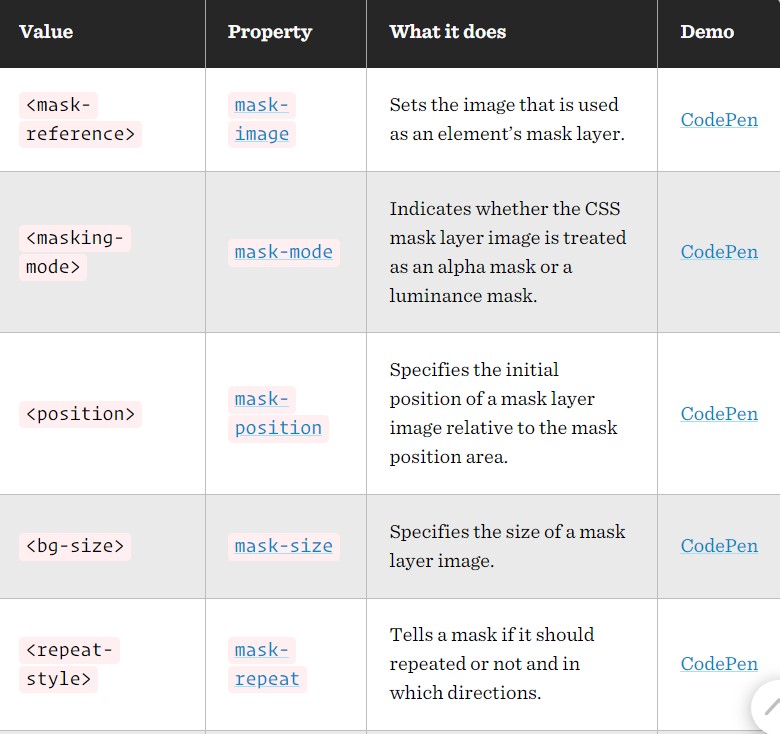 Value Property What it does Demo
<mask- mask- Sets the image that is used CodePen
reference> image as an element’s mask layer.
<masking- mask-mode Indicates whether the CSS CodePen
mode> mask layer image is treated
as an alpha mask or a
luminance mask.
<position> mask- Specifies the initial CodePen
position position of a mask layer
image relative to the mask
position area.
<bg-size> mask-size Specifies the size of a mask CodePen
layer image.
<repeat- mask- Tells a mask if it should CodePen
style> repeat repeated or not and in
which directions.